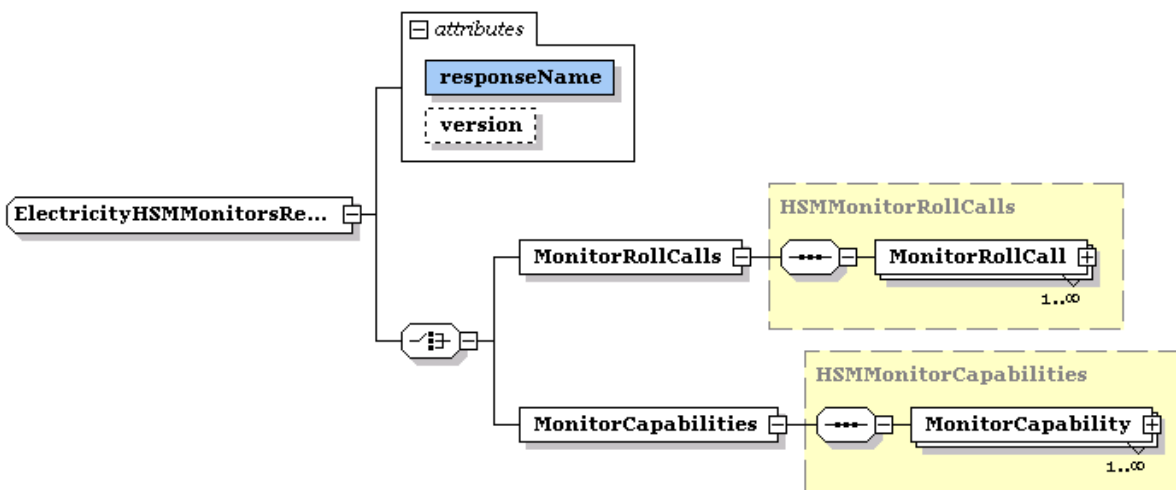 attributes
responseName
version
ElectricityHSMMonitorsRe...
HSMMonitorRollCalls
MonitorRollCalls
MonitorRollCall
1..∞
HSMMonitorCapabilities
MonitorCapabilities
MonitorCapability
1..∞